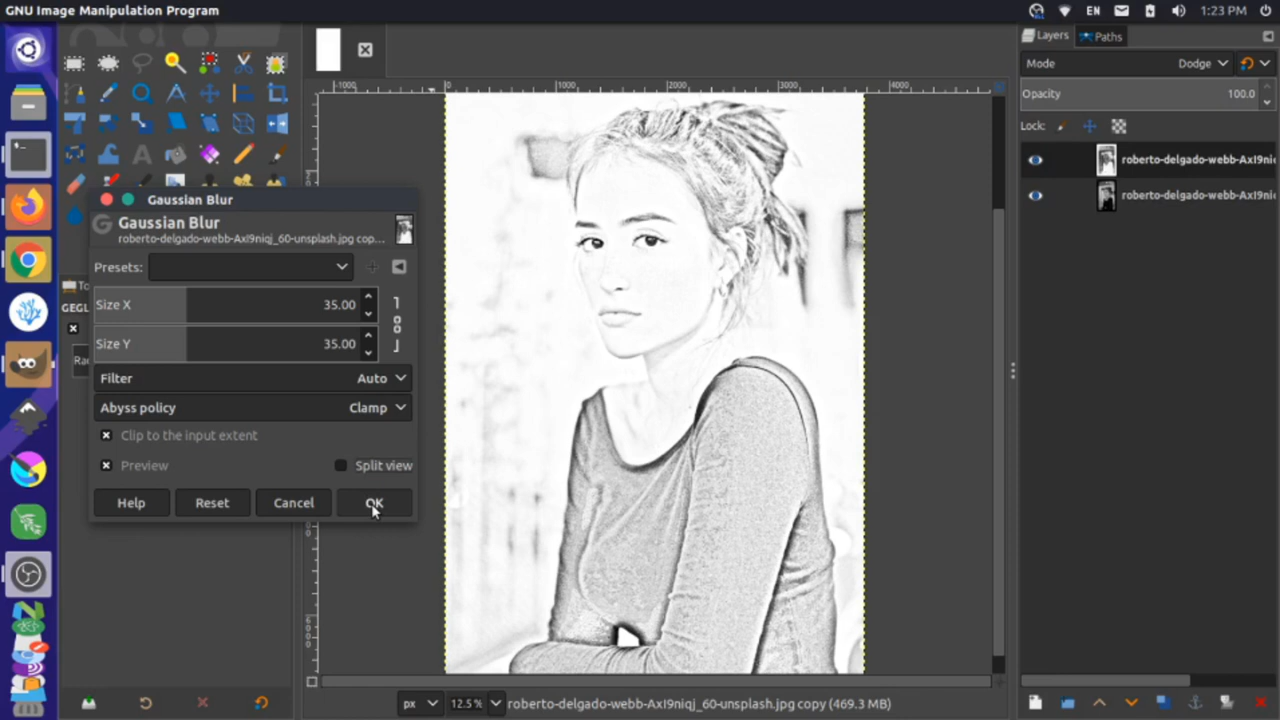 GNU Image Manipulation Program
EN
1:23 PM
Layers
Paths
Mode
Dodge
Opacity
100.0
Lock:
roberto-delgado-webb-AxI9niq
roberto-delgado-webb-AxI9niq
-1000
0
1000
2000
3000
4000
To
GEGL
Ra
Gaussian Blur
Gaussian Blur
roberto-delgado-webb-AxI9niqj_60-unsplash.jpg cop...
Presets:
Size X
35.00
Size Y
35.00
Filter
Auto
Abyss policy
Clamp
Clip to the input extent
Preview
Split view
Help
Reset
Cancel
OK
px
12.5%
roberto-delgado-webb-AxI9niqj_60-unsplash.jpg copy (469.3 MB)